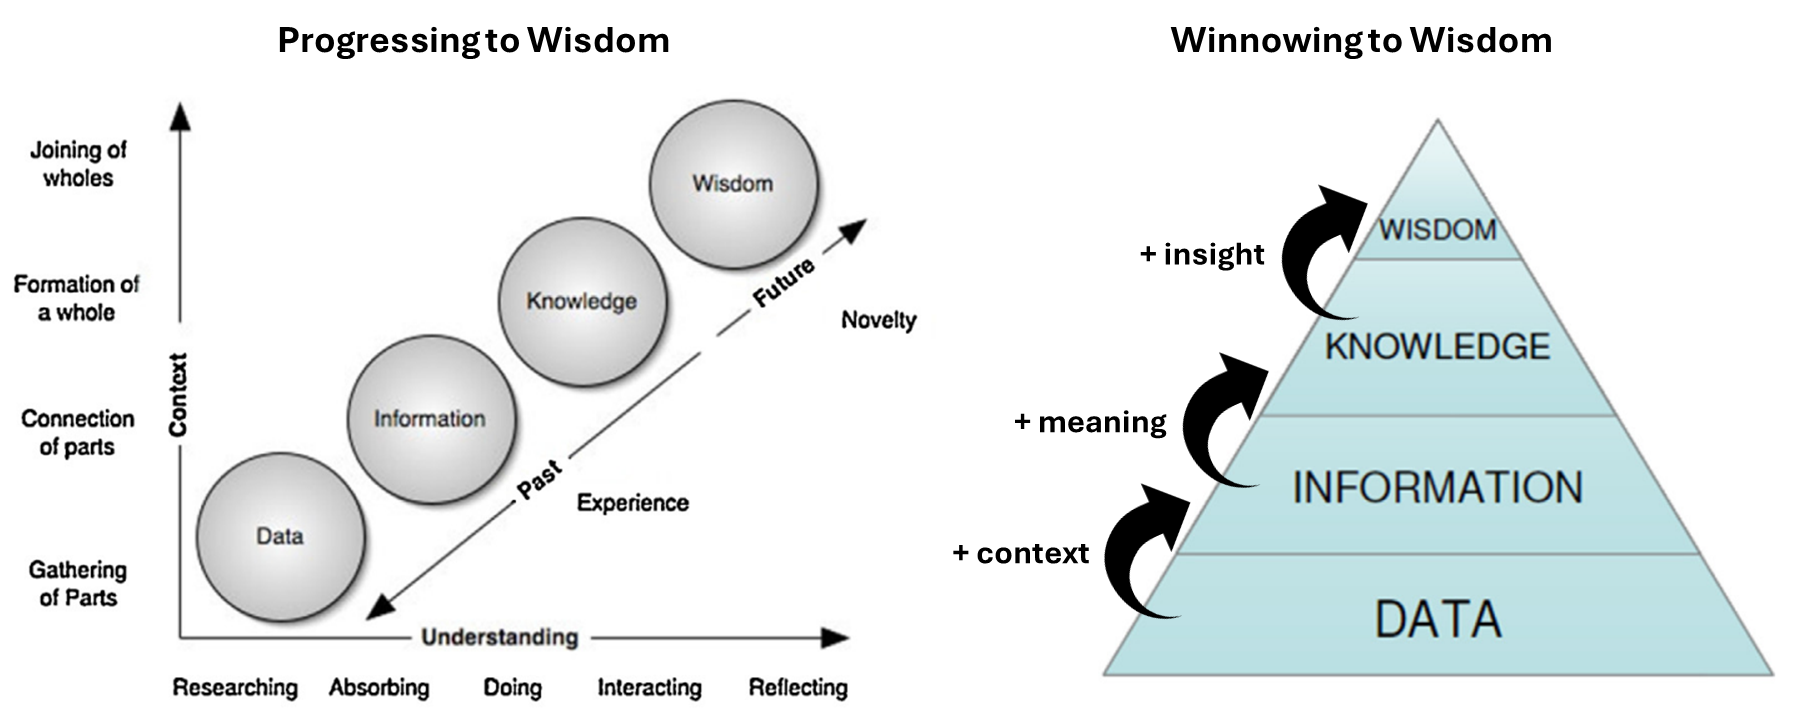 Progressing to Wisdom
Joining of
wholes
Formation of
a whole
Connection
of parts
Gathering
of Parts
Context
Wisdom
Knowledge
Information
Data
Future
Past
Novelty
Experience
Understanding
Researching Absorbing Doing Interacting Reflecting
Winnowing to Wisdom
WISDOM
+ insight
KNOWLEDGE
+ meaning
INFORMATION
+ context
DATA